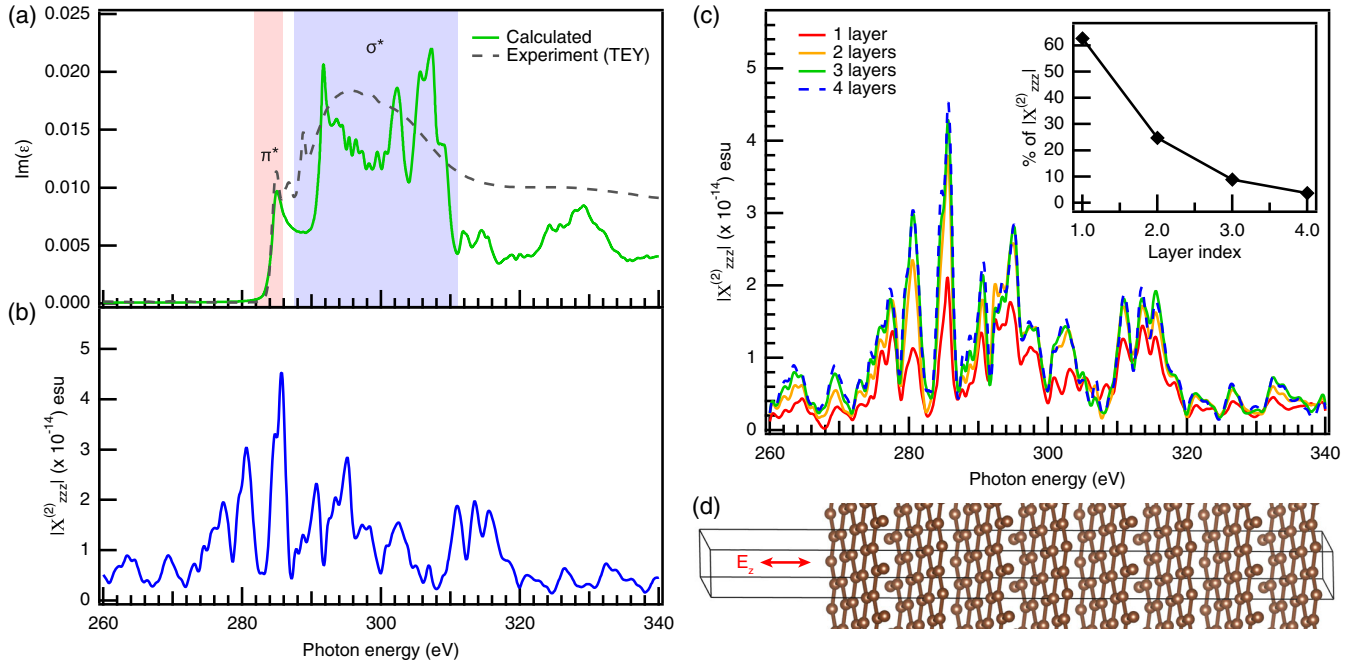 (a)
0.025
0.020
0.015
0.010
0.005
0.000
Im(ε)
π*
σ*
Calculated
Experiment (TEY)
(b)
5
4
3
2
1
0
|X⁽²⁾zzz| (x 10⁻¹⁴) esu
260
280
300
320
340
Photon energy (eV)
(c)
1 layer
2 layers
3 layers
4 layers
5
4
3
2
1
0
|X⁽²⁾zzz| (x 10⁻¹⁴) esu
260
280
300
320
340
Photon energy (eV)
60
50
40
30
20
10
0
% of |X⁽²⁾zzz|
1.0
2.0
3.0
4.0
Layer index
(d)
E_z